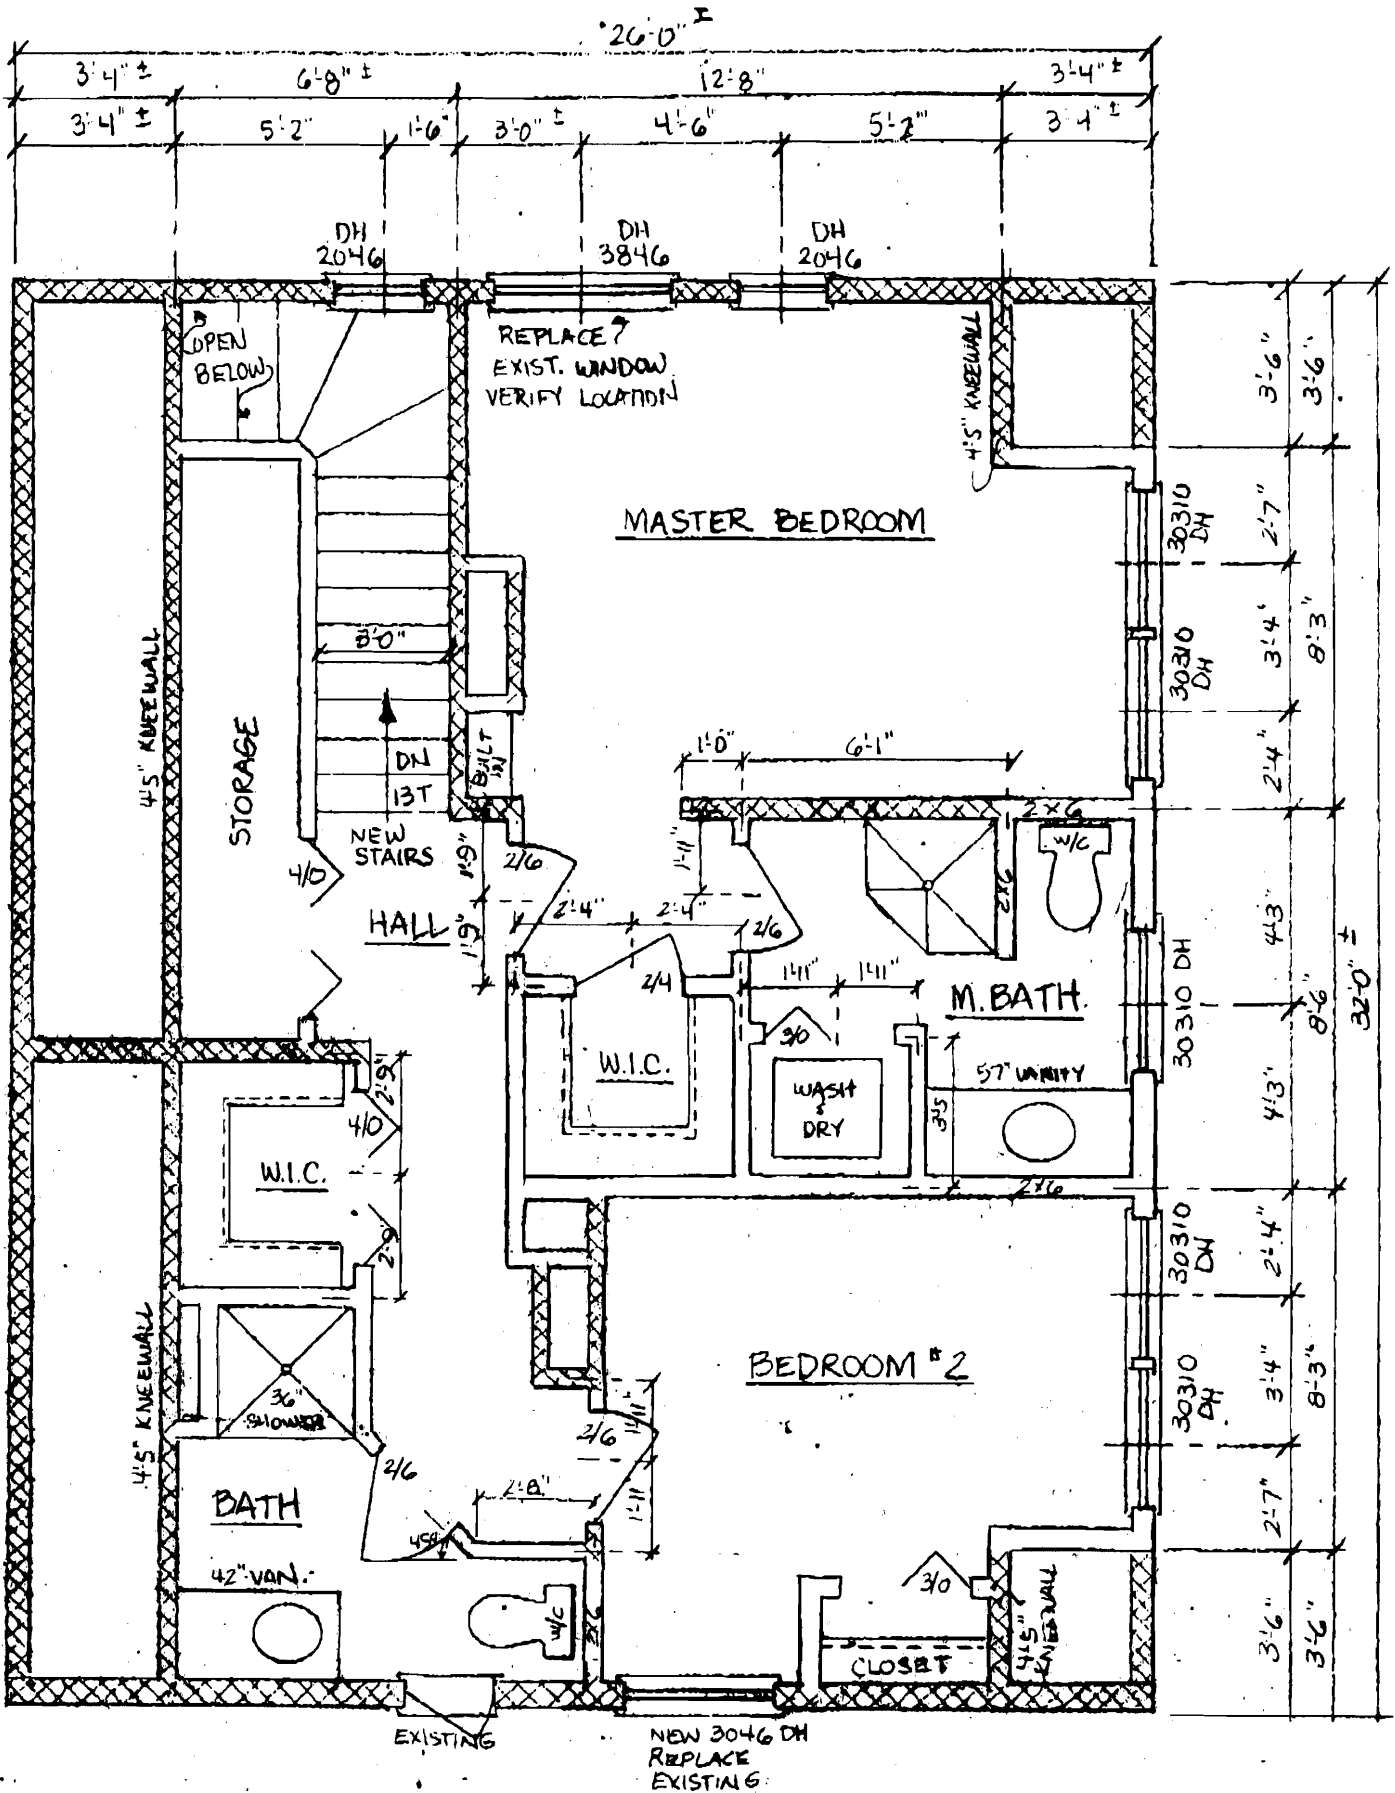 26'-0" ±
3'-4" ± 6'-8" ± 12'-8" 3'-4" ±
3'-4" ± 5'-2" 1'-6" 3'-0" ± 4'-6" 5'-2" 3'-4" ±
DH
2046
DH
3846
DH
2046
OPEN
BELOW
REPLACE
EXIST. WINDOW
VERIFY LOCATION
4'-5" KNEEWALL
3'-6" 3'-6"
MASTER BEDROOM
30310
DH
2'-7"
3'-0"
4'-5" KNEEWALL
STORAGE
30310
DH
3'-4"
8'-3"
BUILT
IN
1'-0" 6'-1"
2'-4"
DN
13T
NEW
STAIRS
2x6
W/C
4/0
1'-9"
2/6
1'-11"
2x6
HALL
1'-9"
2'-4" 2'-4"
2/6
4'-3"
32'-0" ±
2/4
1'-11" 1'-11"
M. BATH
30310 DH
8'-6"
3/0
W.I.C.
57" VANITY
WASH
&
DRY
3'-5"
4'-3"
2'-9"
4/0
W.I.C.
2x6
2'-9"
30310
DH
2'-4"
4'-5" KNEEWALL
BEDROOM #2
36"
SHOWER
30310
DH
3'-4"
8'-3"
2/6
1'-11"
2/6
BATH
2'-8"
1'-11"
45°
2'-7"
42" VAN.
3/0
W/C
2x6
4'-5"
KNEEWALL
3'-6" 3'-6"
CLOSET
EXISTING
NEW 3046 DH
REPLACE
EXISTING